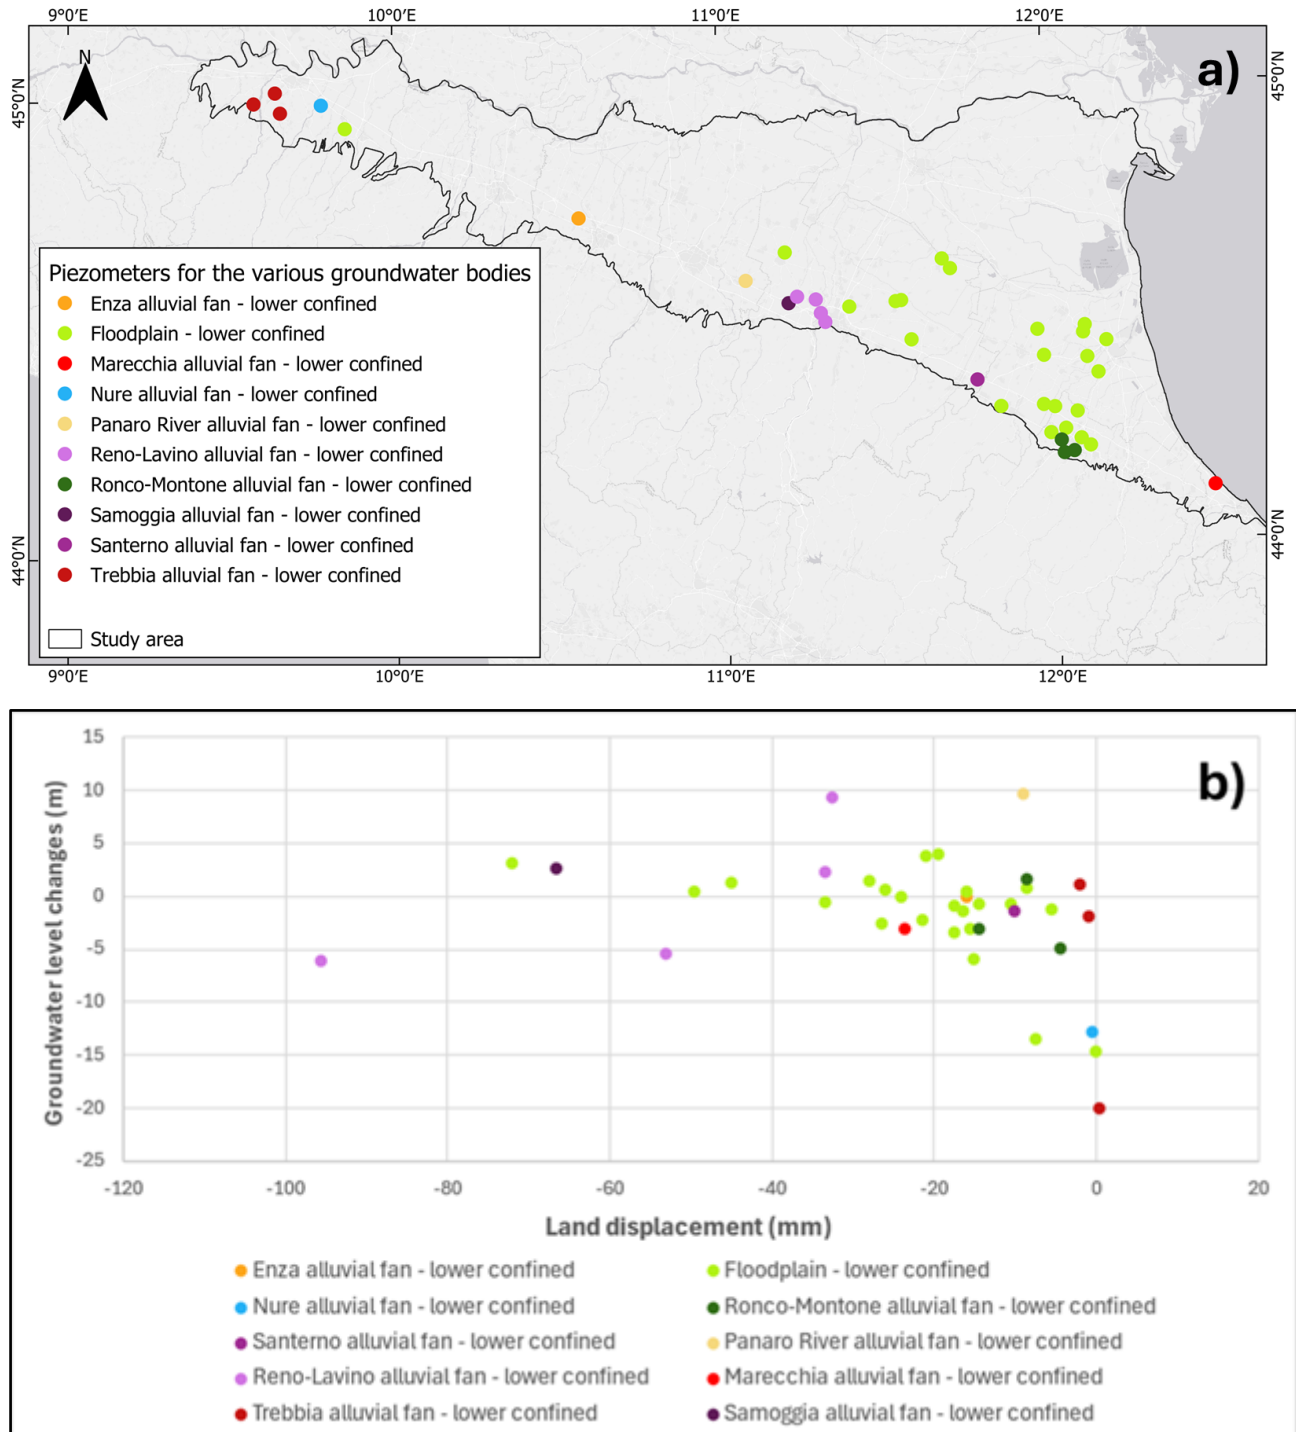 9°0′E 10°0′E 11°0′E 12°0′E
N
a)
45°0′N
45°0′N
Piezometers for the various groundwater bodies
Enza alluvial fan - lower confined
Floodplain - lower confined
Marecchia alluvial fan - lower confined
Nure alluvial fan - lower confined
Panaro River alluvial fan - lower confined
Reno-Lavino alluvial fan - lower confined
Ronco-Montone alluvial fan - lower confined
Samoggia alluvial fan - lower confined
Santerno alluvial fan - lower confined
Trebbia alluvial fan - lower confined
Study area
44°0′N
44°0′N
9°0′E 10°0′E 11°0′E 12°0′E
b)
Groundwater level changes (m)
15
10
5
0
-5
-10
-15
-20
-25
-120 -100 -80 -60 -40 -20 0 20
Land displacement (mm)
Enza alluvial fan - lower confined Floodplain - lower confined
Nure alluvial fan - lower confined Ronco-Montone alluvial fan - lower confined
Santerno alluvial fan - lower confined Panaro River alluvial fan - lower confined
Reno-Lavino alluvial fan - lower confined Marecchia alluvial fan - lower confined
Trebbia alluvial fan - lower confined Samoggia alluvial fan - lower confined